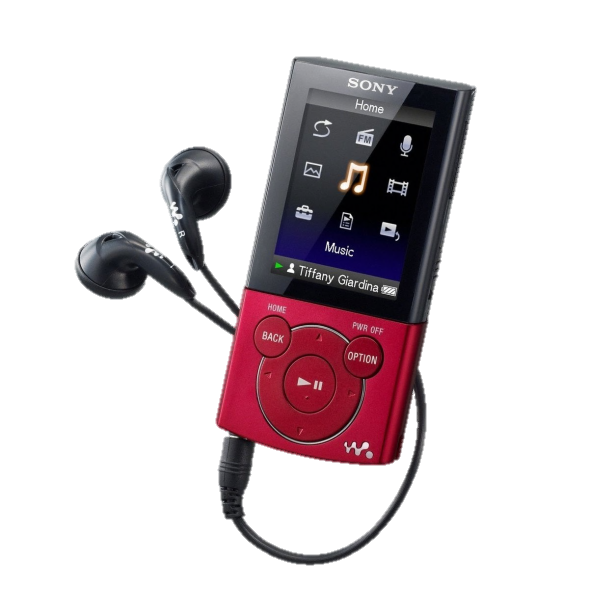 SONY
Home
FM
Music
Tiffany Giardina
HOME
BACK
PWR OFF
OPTION
R
L